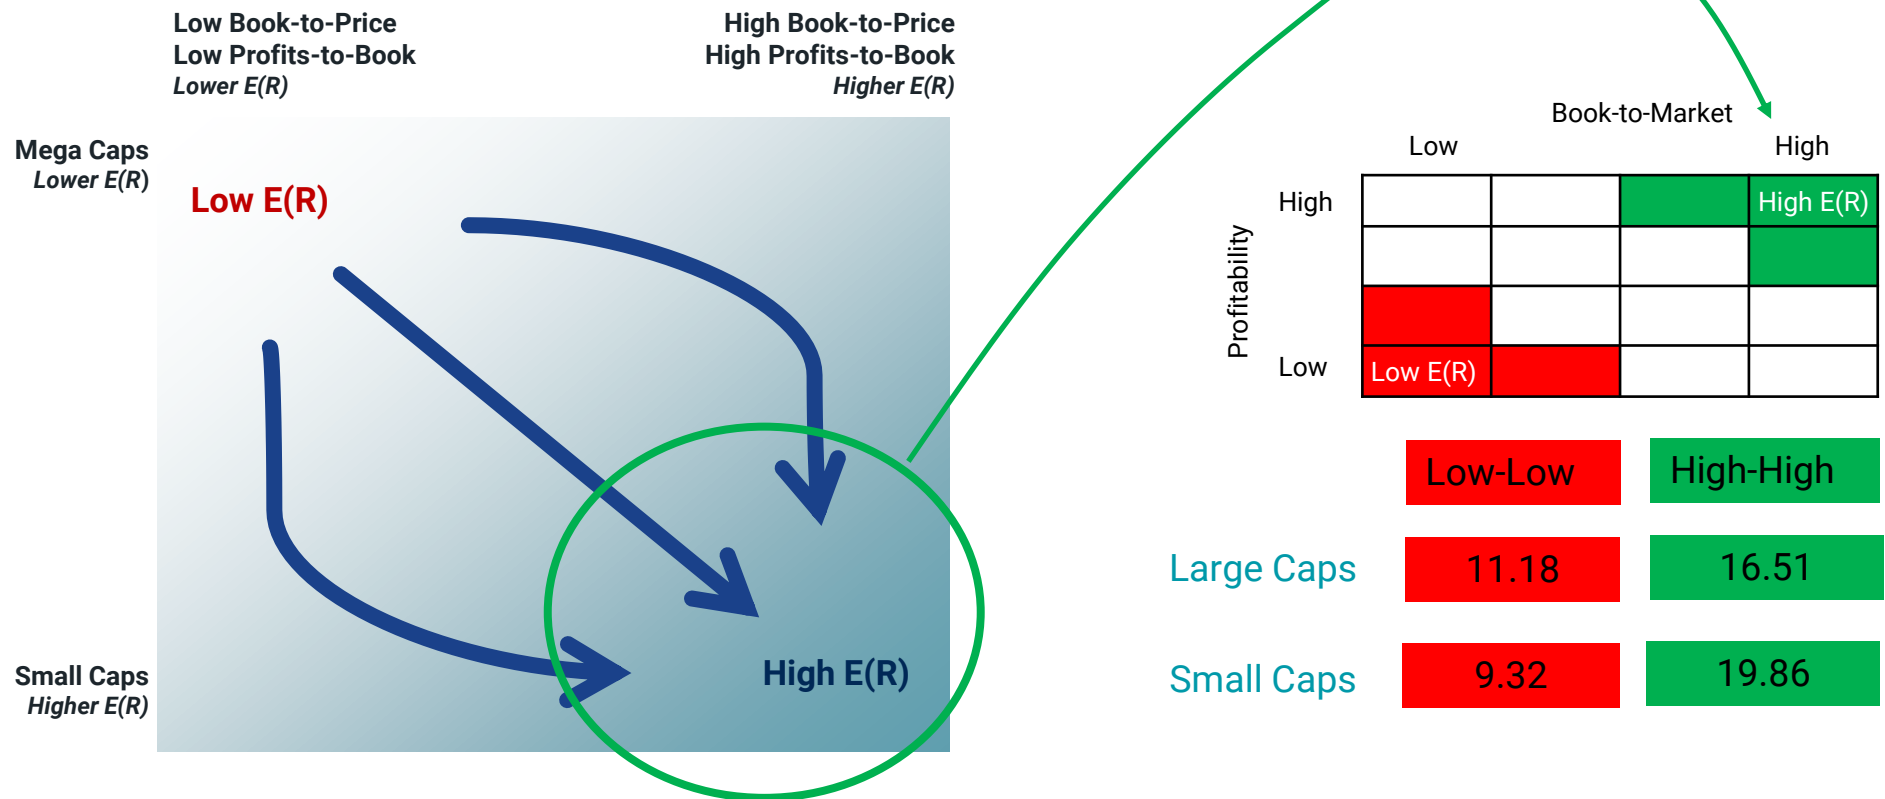 Low Book-to-Price
Low Profits-to-Book
Lower E(R)
High Book-to-Price
High Profits-to-Book
Higher E(R)
Mega Caps
Lower E(R)
Low E(R)
High E(R)
Small Caps
Higher E(R)
Book-to-Market
Low
High
Profitability
High
High E(R)
Low
Low E(R)
Low-Low
High-High
Large Caps
11.18
16.51
Small Caps
9.32
19.86